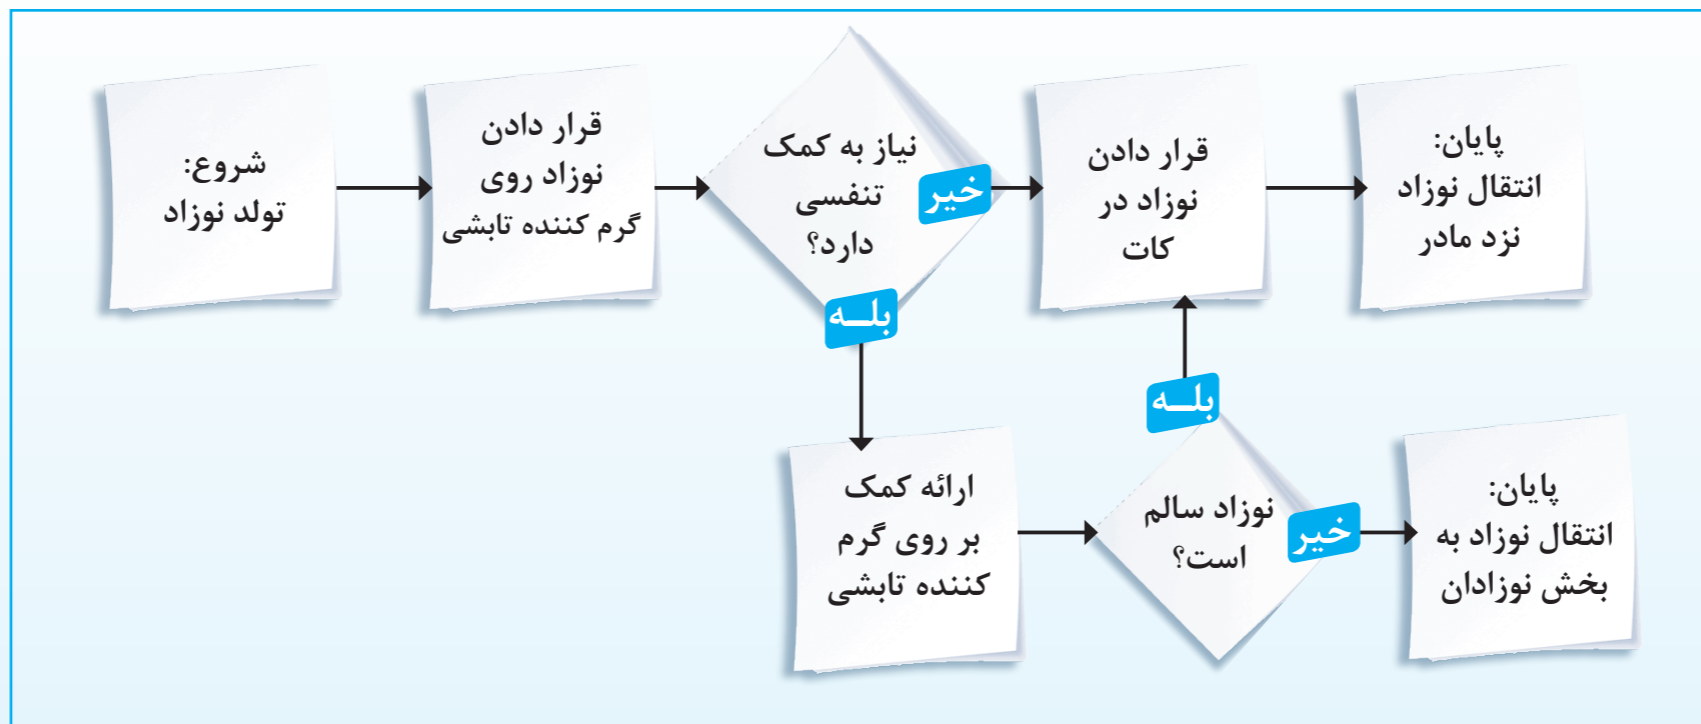 شروع:
تولد نوزاد
قرار دادن
نوزاد روی
گرم کننده تابشی
نیاز به کمک
تنفسی
دارد؟
خیر
بلــه
قرار دادن
نوزاد در
کات
پایان:
انتقال نوزاد
نزد مادر
ارائه کمک
بر روی گرم
کننده تابشی
نوزاد سالم
است؟
بلــه
خیر
پایان:
انتقال نوزاد به
بخش نوزادان